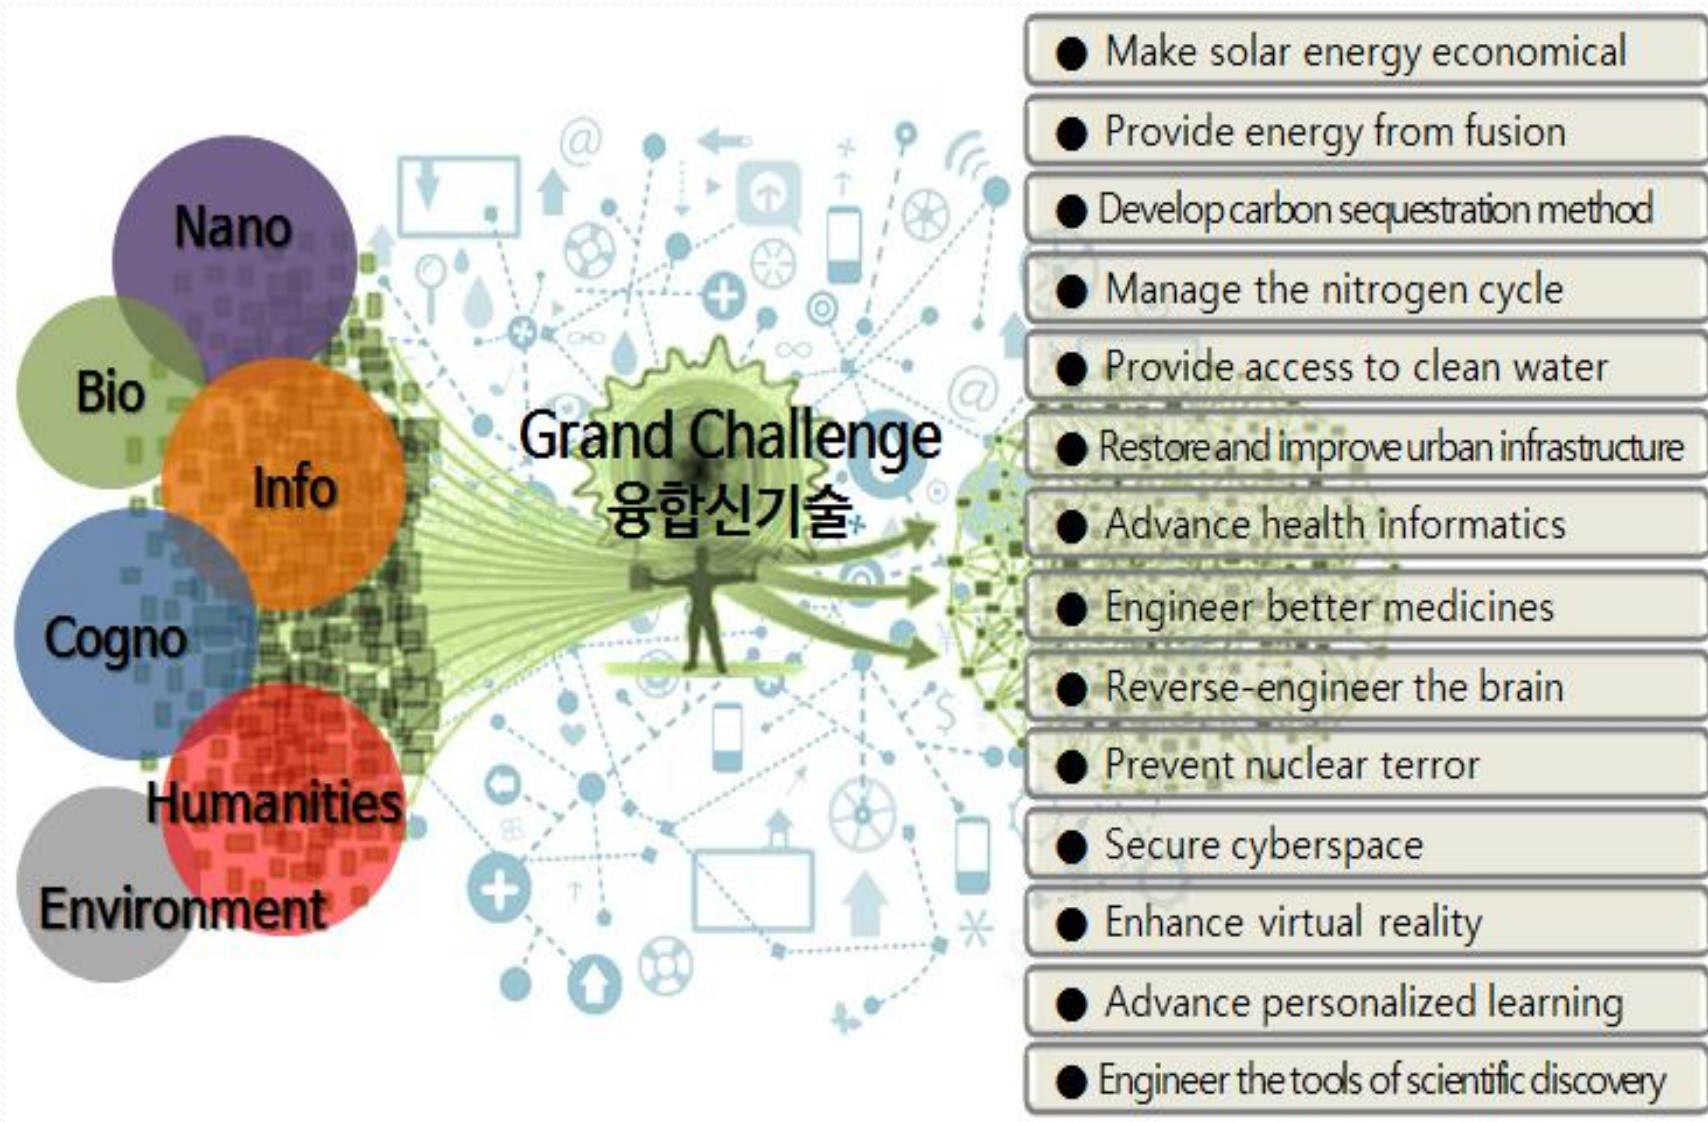 Nano
Bio
Info
Cogno
Humanities
Environment
Grand Challenge
융합신기술
● Make solar energy economical
● Provide energy from fusion
● Develop carbon sequestration method
● Manage the nitrogen cycle
● Provide access to clean water
● Restore and improve urban infrastructure
● Advance health informatics
● Engineer better medicines
● Reverse-engineer the brain
● Prevent nuclear terror
● Secure cyberspace
● Enhance virtual reality
● Advance personalized learning
● Engineer the tools of scientific discovery